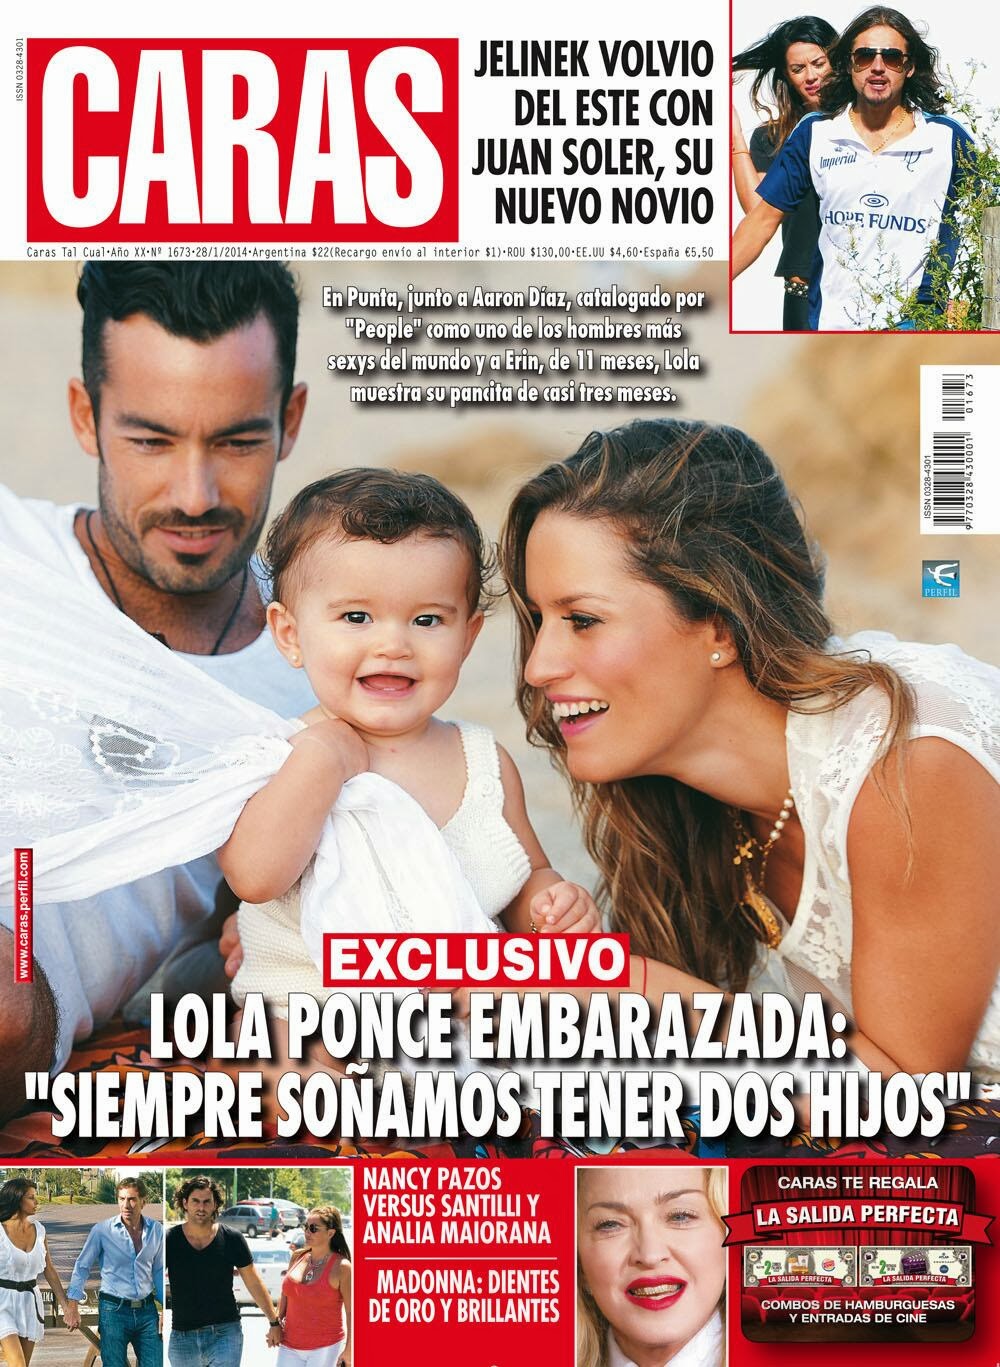 ISSN 0328-4301
CARAS
JELINEK VOLVIO
DEL ESTE CON
JUAN SOLER, SU
NUEVO NOVIO
Imperial
HOPE FUNDS
Caras Tal Cual•Año XX•Nº 1673•28/1/2014•Argentina $22(Recargo envío al interior $1)•ROU $130,00•EE.UU $4,60•España €5,50
En Punta, junto a Aaron Díaz, catalogado por
"People" como uno de los hombres más
sexys del mundo y a Erin, de 11 meses, Lola
muestra su pancita de casi tres meses.
01673
ISSN 0328-4301
9 770328 430001
PERFIL
www.caras.perfil.com
EXCLUSIVO
LOLA PONCE EMBARAZADA:
"SIEMPRE SOÑAMOS TENER DOS HIJOS"
NANCY PAZOS
VERSUS SANTILLI Y
ANALIA MAIORANA
MADONNA: DIENTES
DE ORO Y BRILLANTES
CARAS TE REGALA
LA SALIDA PERFECTA
LA SALIDA PERFECTA
LA SALIDA PERFECTA
COMBOS DE HAMBURGUESAS
Y ENTRADAS DE CINE